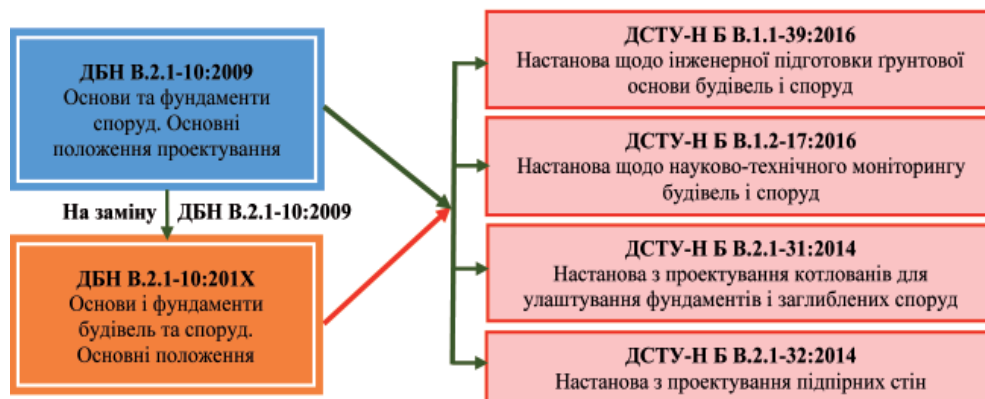 ДБН В.2.1-10:2009
Основи та фундаменти
споруд. Основні
положення проектування
На заміну ДБН В.2.1-10:2009
ДБН В.2.1-10:201X
Основи і фундаменти
будівель та споруд.
Основні положення
ДСТУ-Н Б В.1.1-39:2016
Настанова щодо інженерної підготовки ґрунтової
основи будівель і споруд
ДСТУ-Н Б В.1.2-17:2016
Настанова щодо науково-технічного моніторингу
будівель і споруд
ДСТУ-Н Б В.2.1-31:2014
Настанова з проектування котлованів для
улаштування фундаментів і заглиблених споруд
ДСТУ-Н Б В.2.1-32:2014
Настанова з проектування підпірних стін